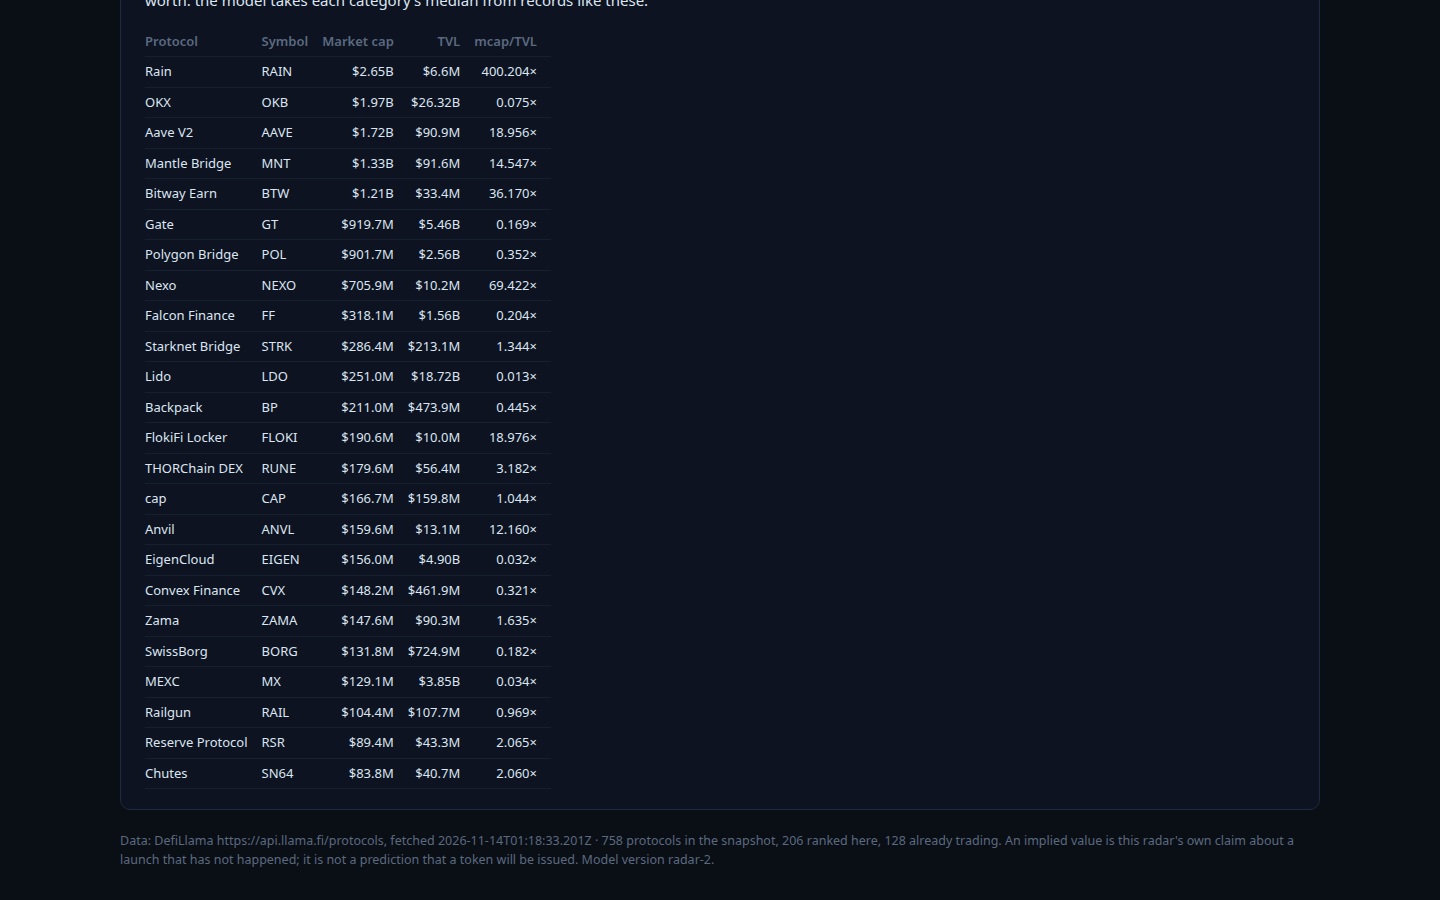 worth: the model takes each category's median from records like these.
Protocol Symbol Market cap TVL mcap/TVL
Rain RAIN $2.65B $6.6M 400.204×
OKX OKB $1.97B $26.32B 0.075×
Aave V2 AAVE $1.72B $90.9M 18.956×
Mantle Bridge MNT $1.33B $91.6M 14.547×
Bitway Earn BTW $1.21B $33.4M 36.170×
Gate GT $919.7M $5.46B 0.169×
Polygon Bridge POL $901.7M $2.56B 0.352×
Nexo NEXO $705.9M $10.2M 69.422×
Falcon Finance FF $318.1M $1.56B 0.204×
Starknet Bridge STRK $286.4M $213.1M 1.344×
Lido LDO $251.0M $18.72B 0.013×
Backpack BP $211.0M $473.9M 0.445×
FlokiFi Locker FLOKI $190.6M $10.0M 18.976×
THORChain DEX RUNE $179.6M $56.4M 3.182×
cap CAP $166.7M $159.8M 1.044×
Anvil ANVL $159.6M $13.1M 12.160×
EigenCloud EIGEN $156.0M $4.90B 0.032×
Convex Finance CVX $148.2M $461.9M 0.321×
Zama ZAMA $147.6M $90.3M 1.635×
SwissBorg BORG $131.8M $724.9M 0.182×
MEXC MX $129.1M $3.85B 0.034×
Railgun RAIL $104.4M $107.7M 0.969×
Reserve Protocol RSR $89.4M $43.3M 2.065×
Chutes SN64 $83.8M $40.7M 2.060×
Data: DefiLlama https://api.llama.fi/protocols, fetched 2026-11-14T01:18:33.201Z · 758 protocols in the snapshot, 206 ranked here, 128 already trading. An implied value is this radar's own claim about a
launch that has not happened; it is not a prediction that a token will be issued. Model version radar-2.